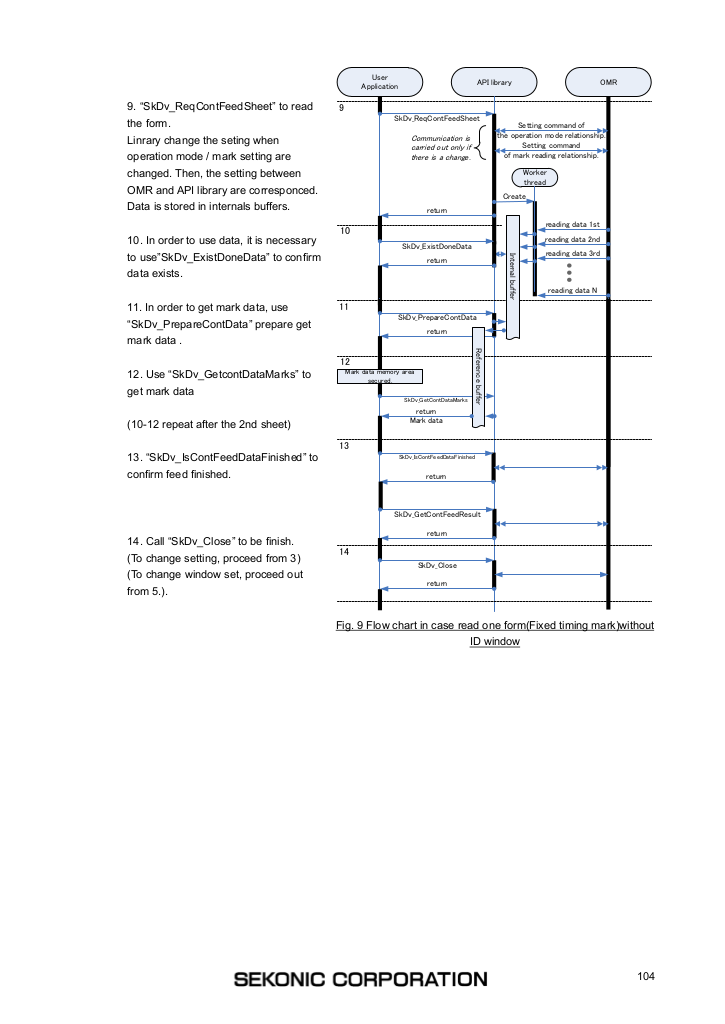 9. “SkDv_ReqContFeedSheet” to read
the form.
Linrary change the seting when
operation mode / mark setting are
changed. Then, the setting between
OMR and API library are corresponced.
Data is stored in internals buffers.
10. In order to use data, it is necessary
to use”SkDv_ExistDoneData” to confirm
data exists.
11. In order to get mark data, use
“SkDv_PrepareContData” prepare get
mark data .
12. Use “SkDv_GetcontDataMarks” to
get mark data
(10-12 repeat after the 2nd sheet)
13. “SkDv_IsContFeedDataFinished” to
confirm feed finished.
14. Call “SkDv_Close” to be finish.
(To change setting, proceed from 3)
(To change window set, proceed out
from 5.).
User
Application
API library
OMR
9
SkDv_ReqContFeedSheet
Communication is
carried out only if
there is a change.
Setting command of
the operation mode relationship.
Setting command
of mark reading relationship.
Worker
thread
Create
return
reading data 1st
10
reading data 2nd
SkDv_ExistDoneData
reading data 3rd
return
Internal buffer
reading data N
11
SkDv_PrepareContData
return
Reference buffer
12
Mark data memory area
secured.
SkDv_GetContDataMarks
return
Mark data
13
SkDv_IsContFeedDataFinished
return
SkDv_GetContFeedResult
return
14
SkDv_Close
return
Fig. 9 Flow chart in case read one form(Fixed timing mark)without
ID window
SEKONIC CORPORATION
104